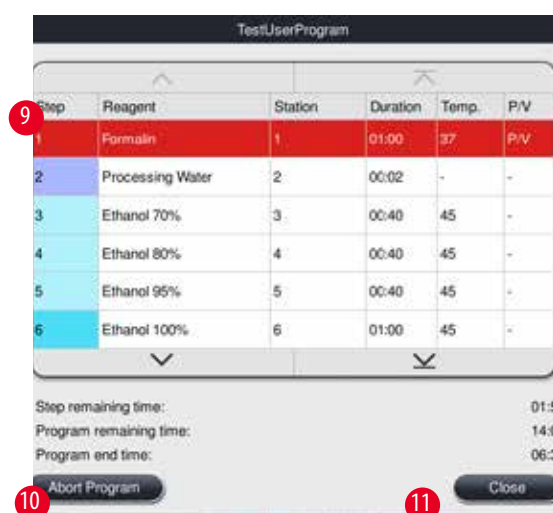 TestUserProgram
Step Reagent Station Duration Temp. P/V
9
1 Formalin 1 01:00 37 P/V
2 Processing Water 2 00:02 - -
3 Ethanol 70% 3 00:40 45 -
4 Ethanol 80% 4 00:40 45 -
5 Ethanol 95% 5 00:40 45 -
6 Ethanol 100% 6 01:00 45 -
Step remaining time: 01:
Program remaining time: 14:
Program end time: 06:
Abort Program Close
10 11